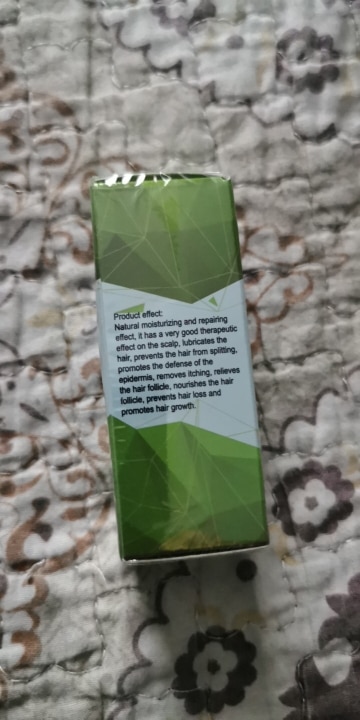 Product effect:
Natural moisturizing and repairing
effect, it has a very good therapeutic
effect on the scalp, lubricates the
hair, prevents the hair from splitting,
promotes the defense of the
epidermis, removes itching, relieves
the hair follicle, nourishes the hair
follicle, prevents hair loss and
promotes hair growth.